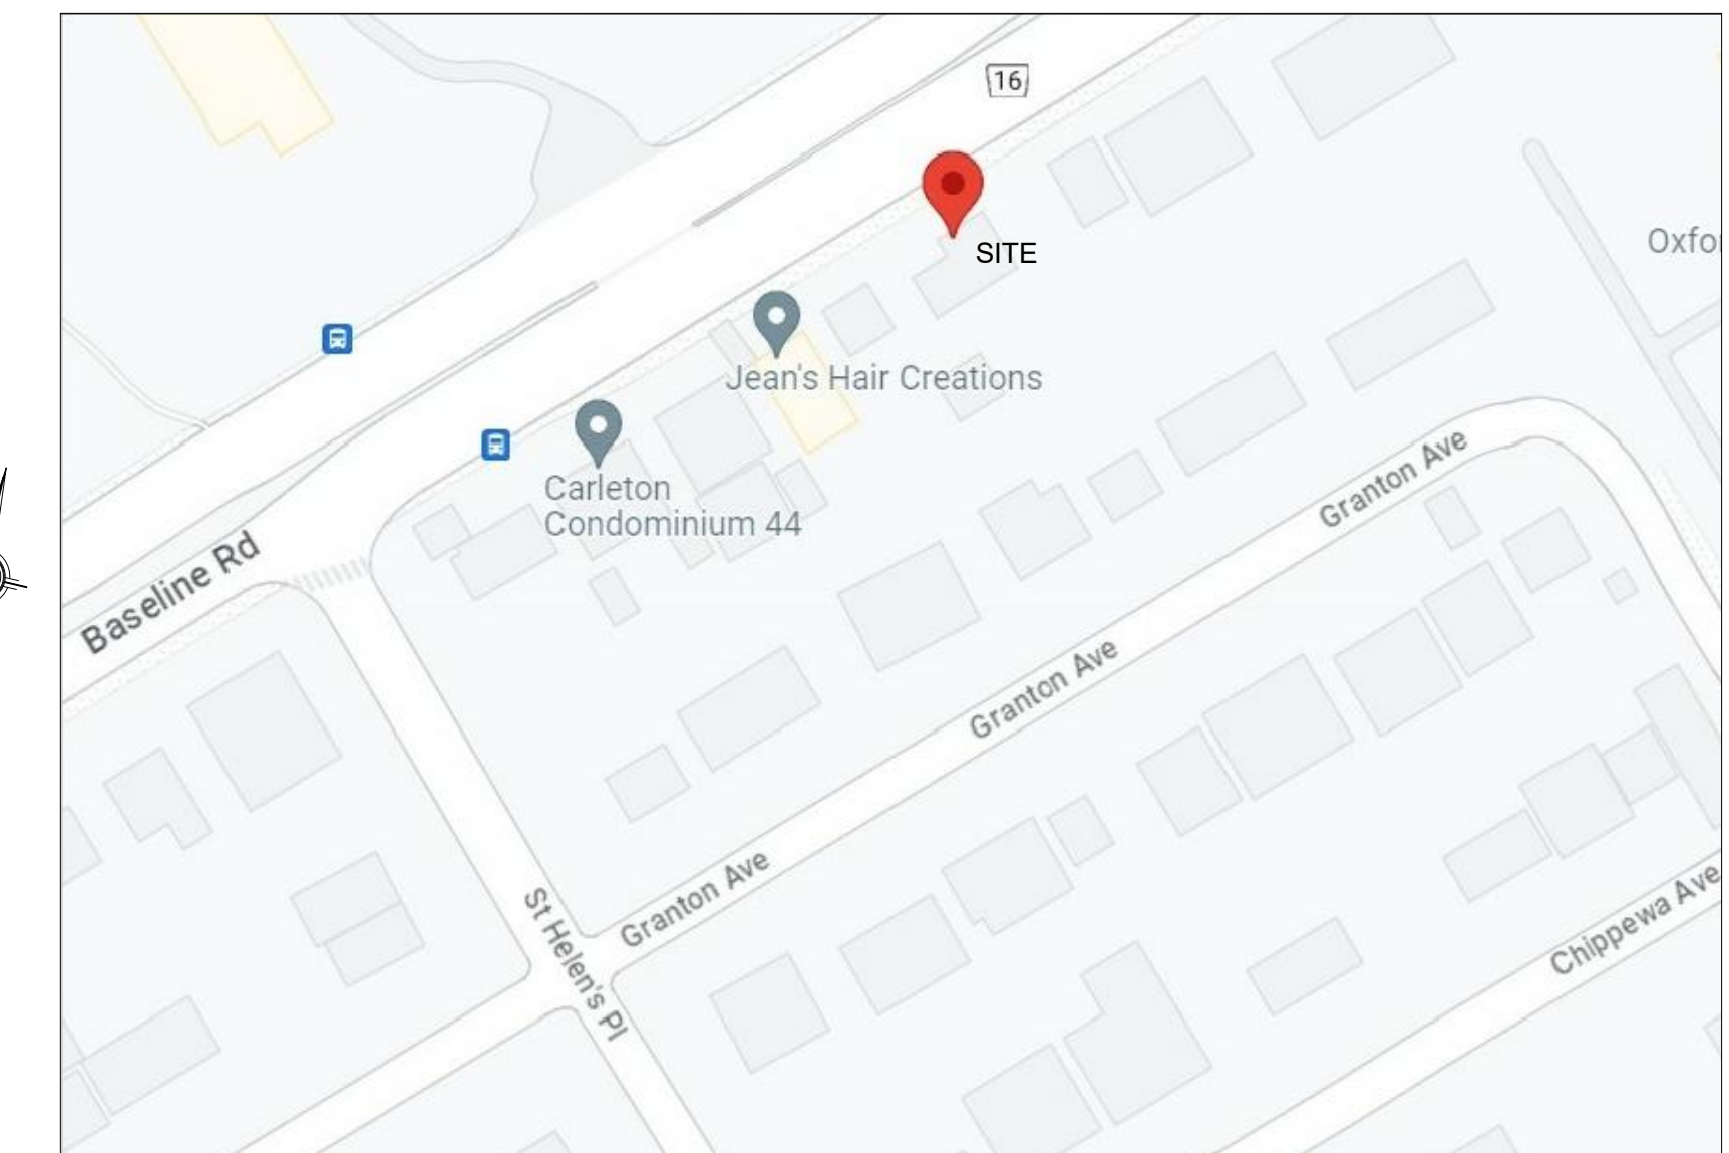 16
Oxfo
SITE
Jean's Hair Creations
Carleton
Condominium 44
Granton Ave
Baseline Rd
Granton Ave
Granton Ave
St Helen's Pl
Chippewa Ave